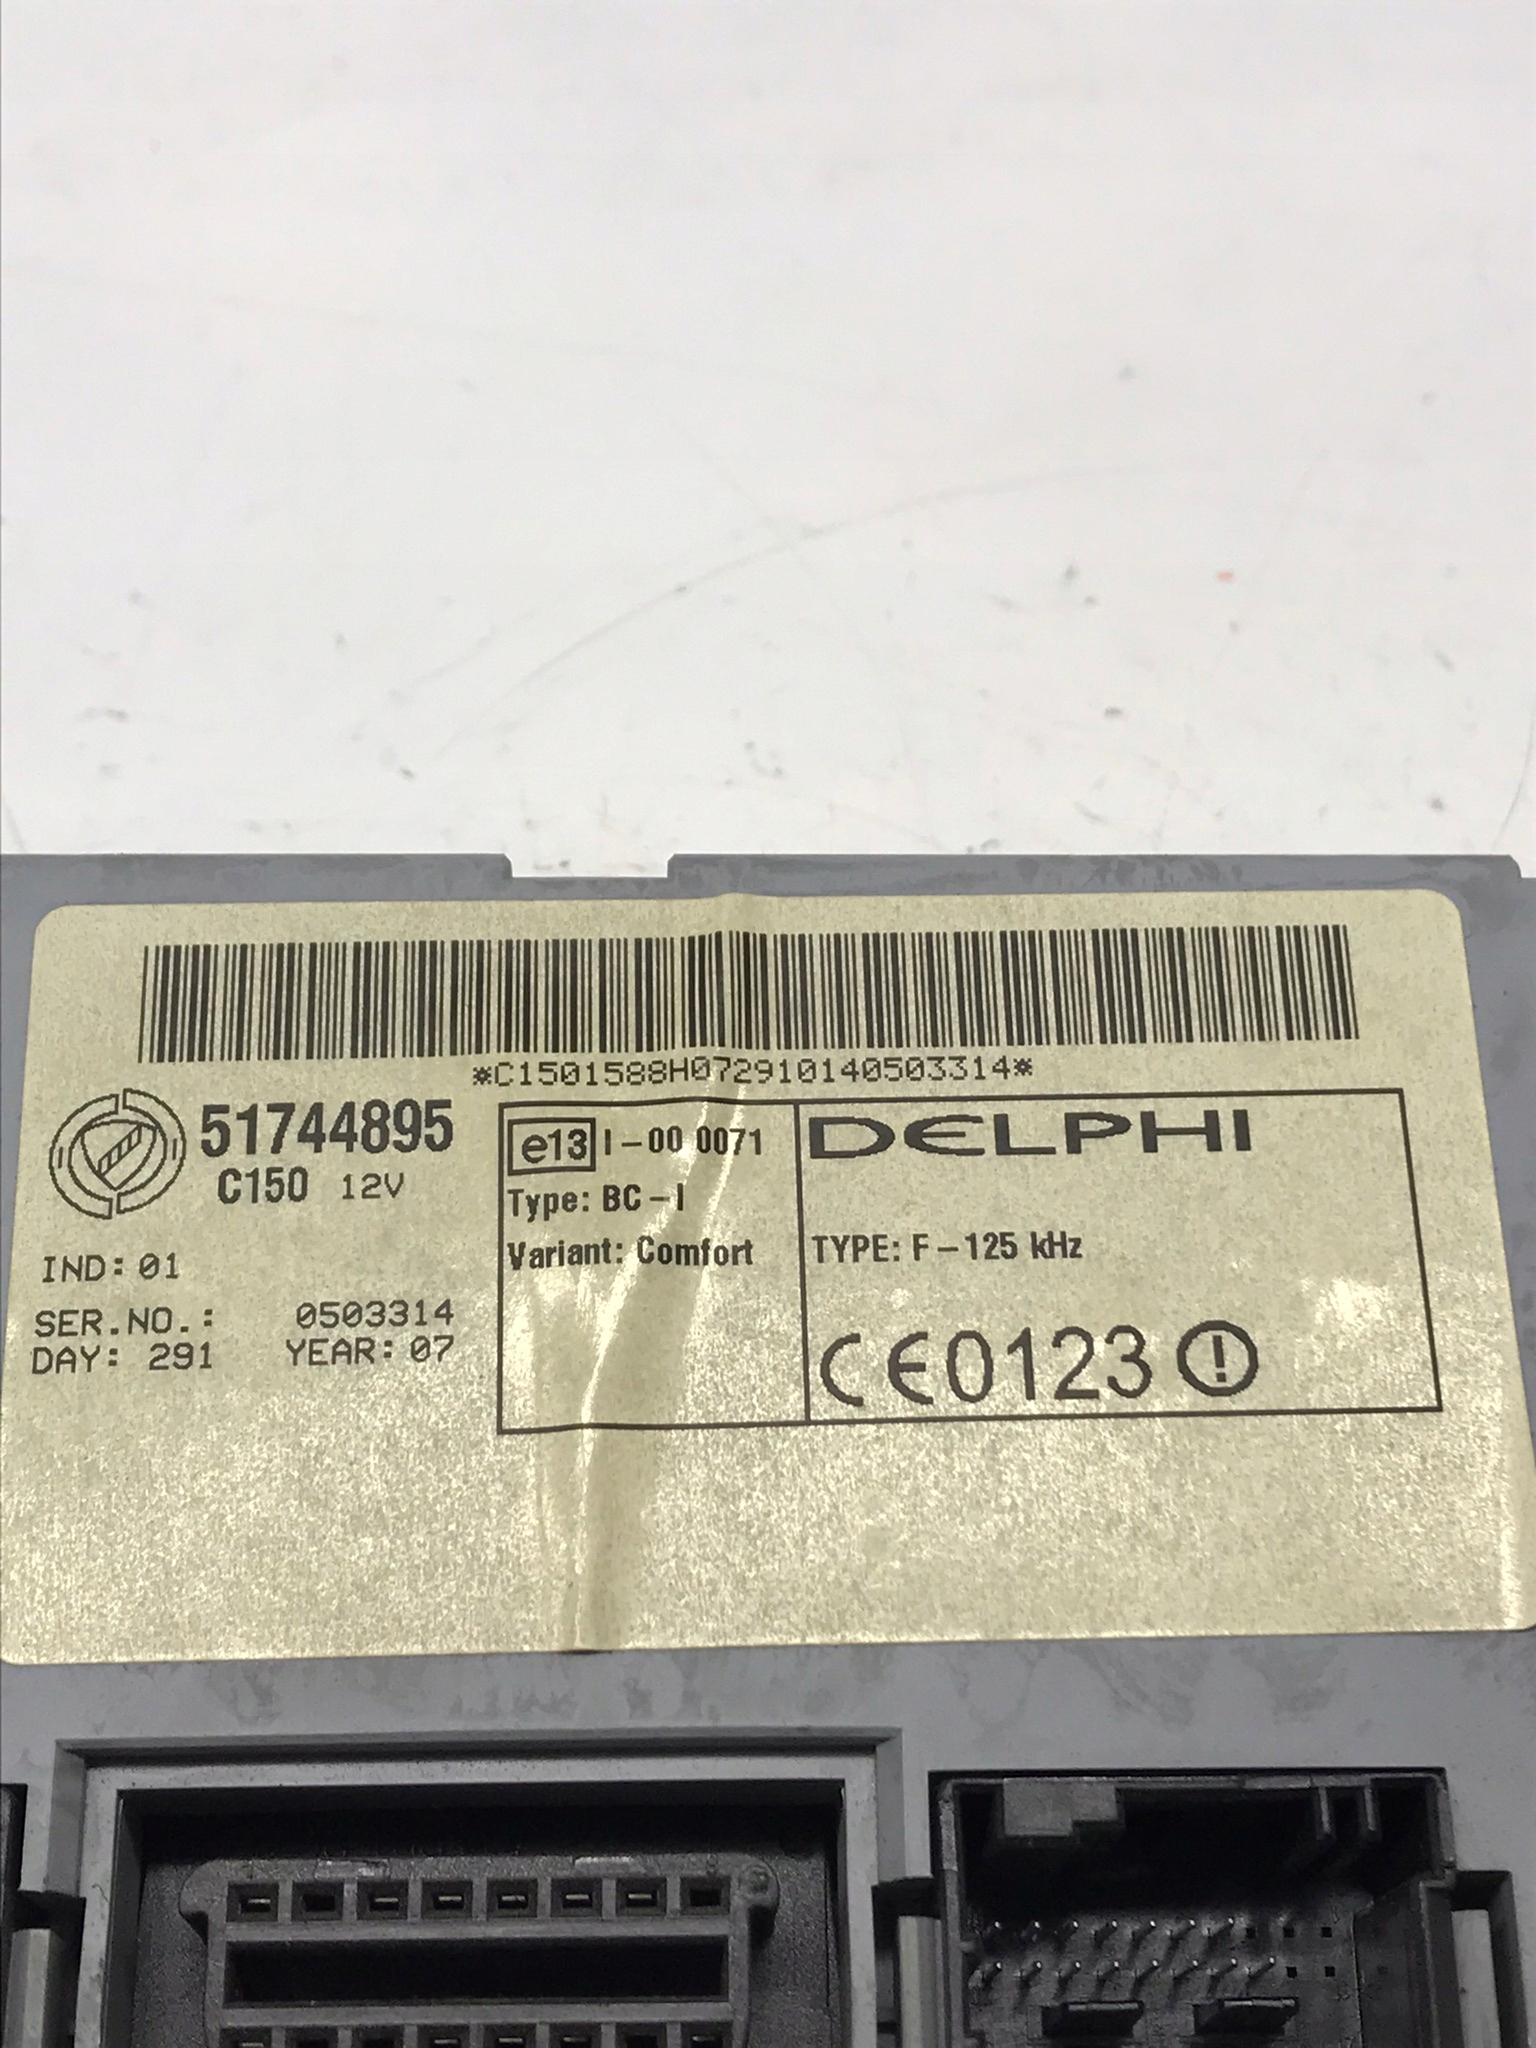 *C1501588H072910140503314*
51744895
C150 12V
IND: 01
SER.NO.: 0503314
DAY: 291 YEAR: 07
e13 I-00 0071
Type: BC-I
Variant: Comfort
DELPHI
TYPE: F-125 kHz
CE0123 !